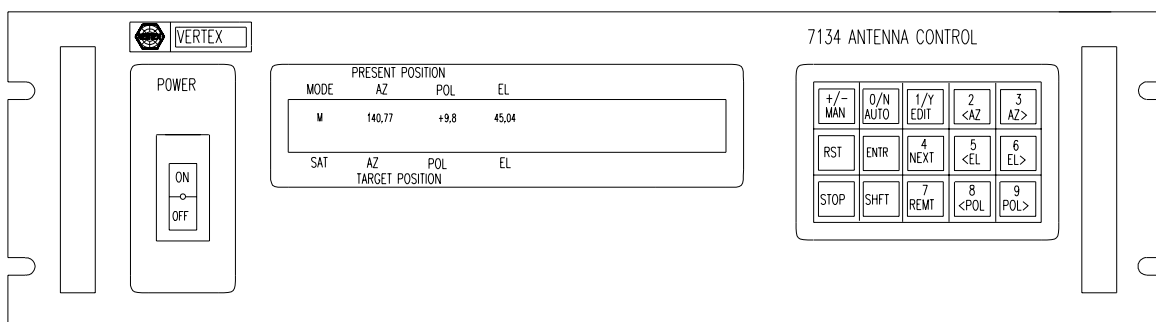 VERTEX
7134 ANTENNA CONTROL
POWER
ON
OFF
PRESENT POSITION
MODE AZ POL EL
M 140,77 +9,8 45,04
SAT AZ POL EL
TARGET POSITION
+/- 0/N 1/Y 2 3
MAN AUTO EDIT <AZ AZ>
4 5 6
RST ENTR NEXT <EL EL>
7 8 9
STOP SHFT REMT <POL POL>